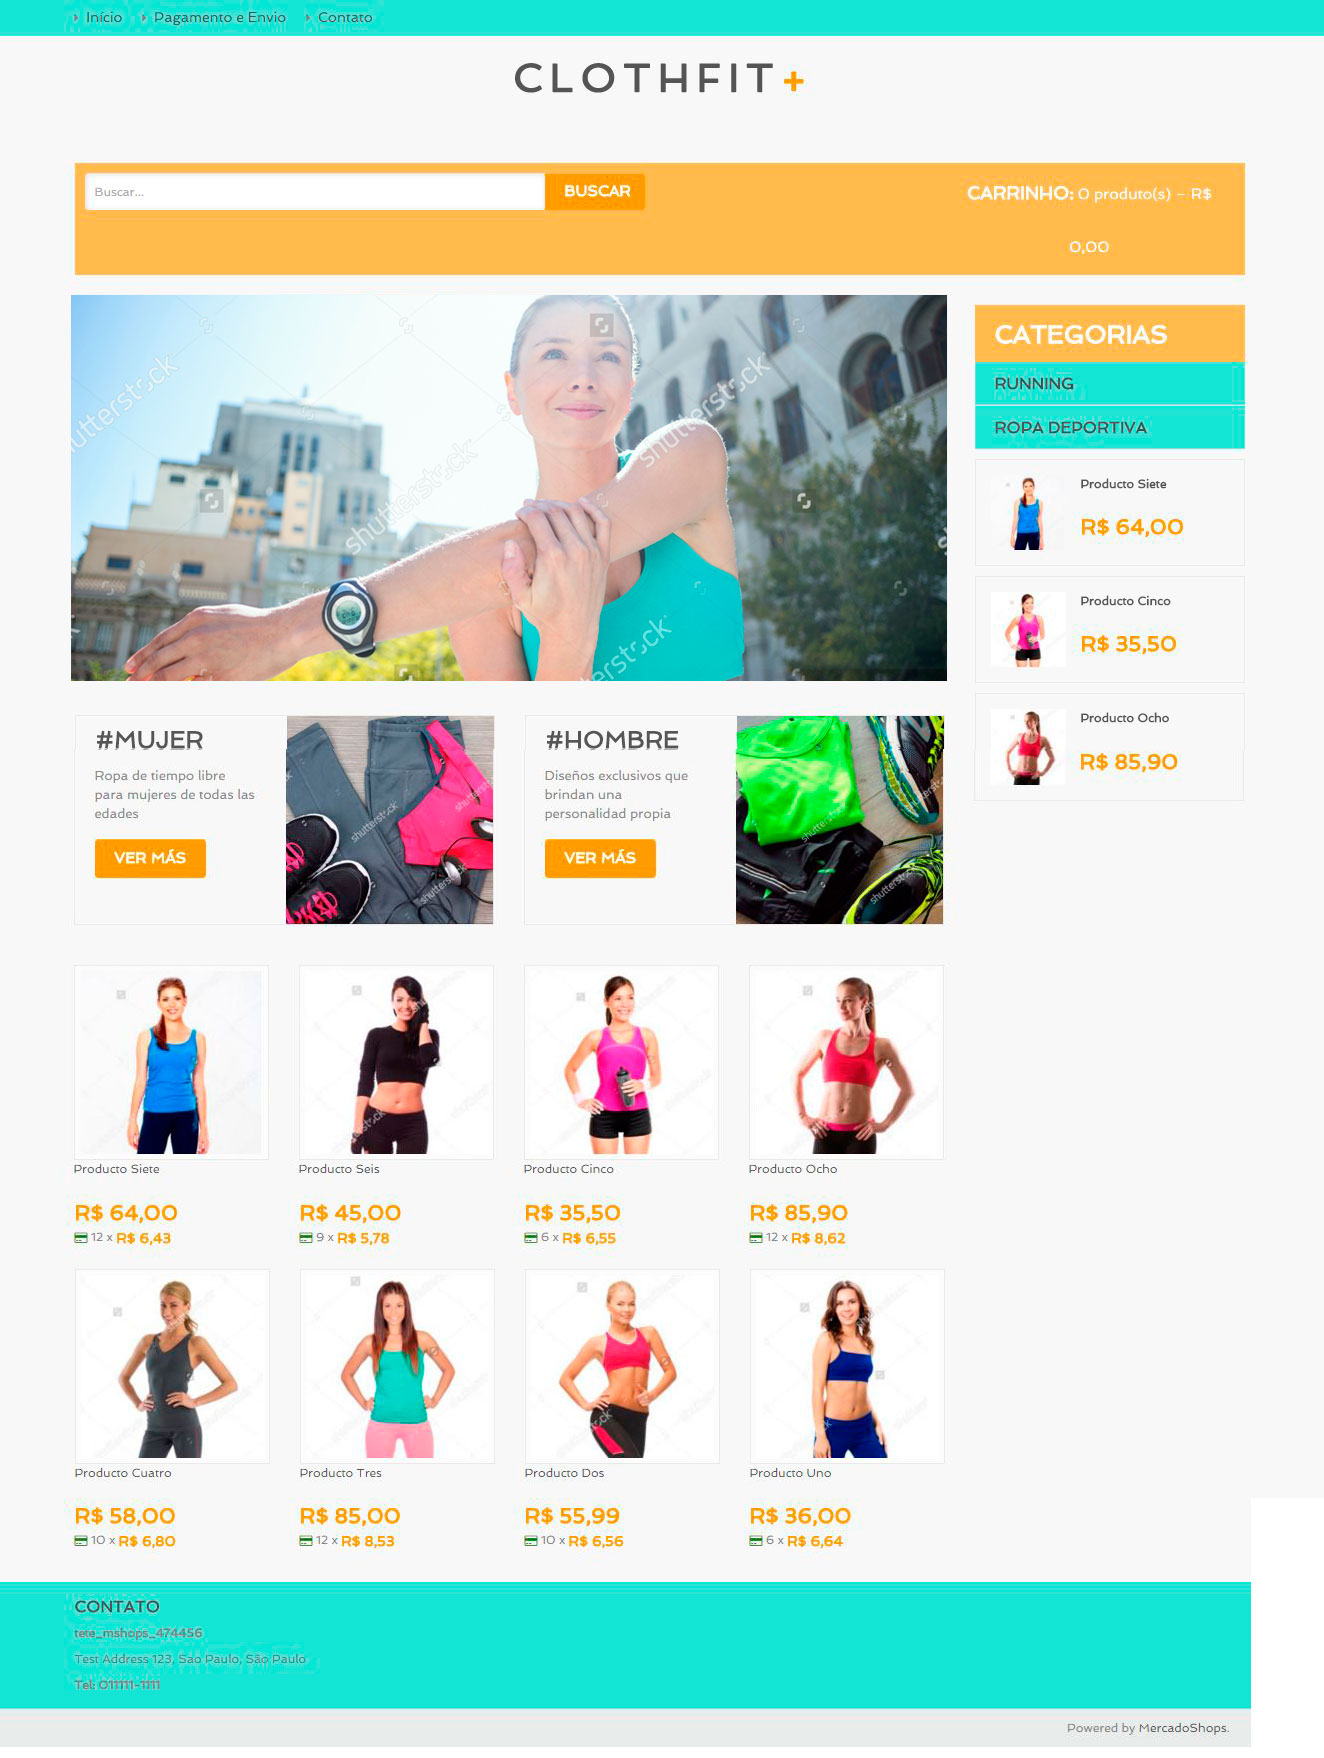 Início Pagamento e Envio Contato
CLOTHFIT+
Buscar...
BUSCAR
CARRINHO: 0 produto(s) - R$
0,00
shutterstock
shutterstock
shutterstock
shutterstock
CATEGORIAS
RUNNING
ROPA DEPORTIVA
Producto Siete
R$ 64,00
Producto Cinco
R$ 35,50
Producto Ocho
R$ 85,90
#MUJER
Ropa de tiempo libre
para mujeres de todas las
edades
VER MÁS
#HOMBRE
Diseños exclusivos que
brindan una
personalidad propia
VER MÁS
Producto Siete
R$ 64,00
12 x R$ 6,43
Producto Seis
R$ 45,00
9 x R$ 5,78
Producto Cinco
R$ 35,50
6 x R$ 6,55
Producto Ocho
R$ 85,90
12 x R$ 8,62
Producto Cuatro
R$ 58,00
10 x R$ 6,80
Producto Tres
R$ 85,00
12 x R$ 8,53
Producto Dos
R$ 55,99
10 x R$ 6,56
Producto Uno
R$ 36,00
6 x R$ 6,64
CONTATO
tete_mshops_474456
Test Address 123, Sao Paulo, São Paulo
Tel: 011111-1111
Powered by MercadoShops.